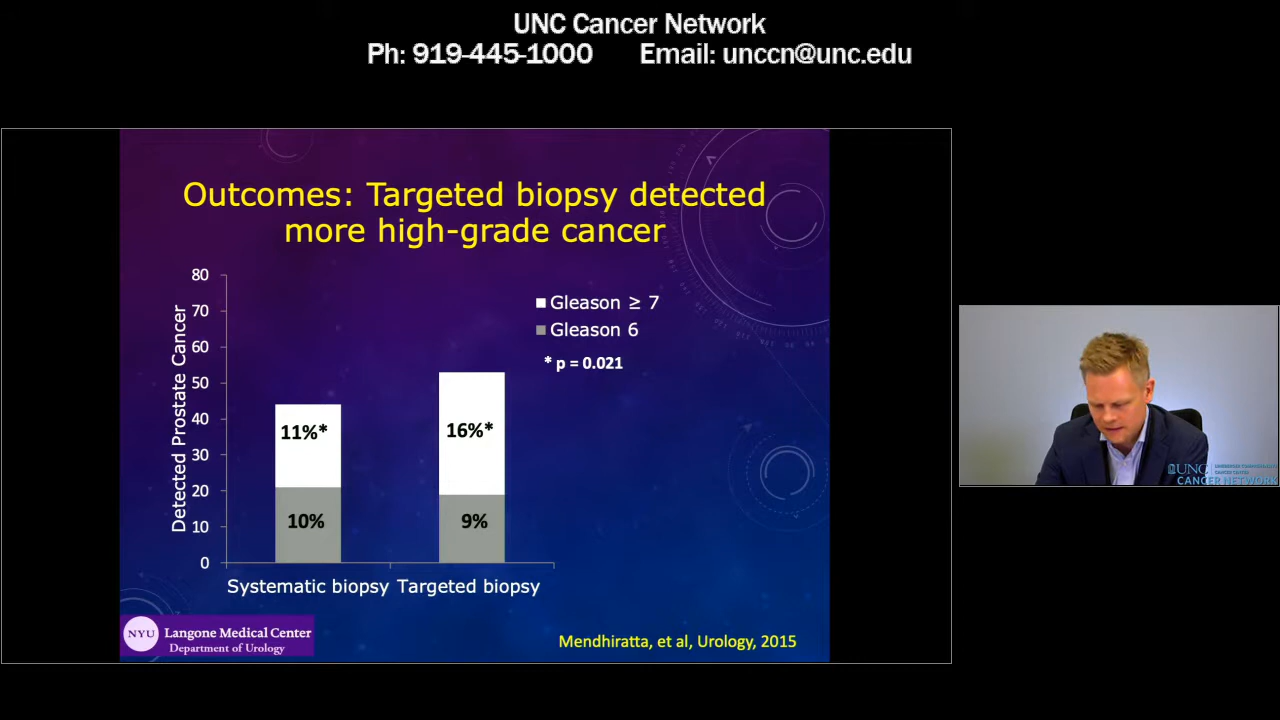 UNC Cancer Network
Ph: 919-445-1000 Email: unccn@unc.edu
Outcomes: Targeted biopsy detected
more high-grade cancer
Detected Prostate Cancer
80
70
60
50
40
30
20
10
0
Gleason ≥ 7
Gleason 6
* p = 0.021
11%*
16%*
10%
9%
Systematic biopsy
Targeted biopsy
NYU
Langone Medical Center
Department of Urology
Mendhiratta, et al, Urology, 2015
UNC
CANCER NETWORK